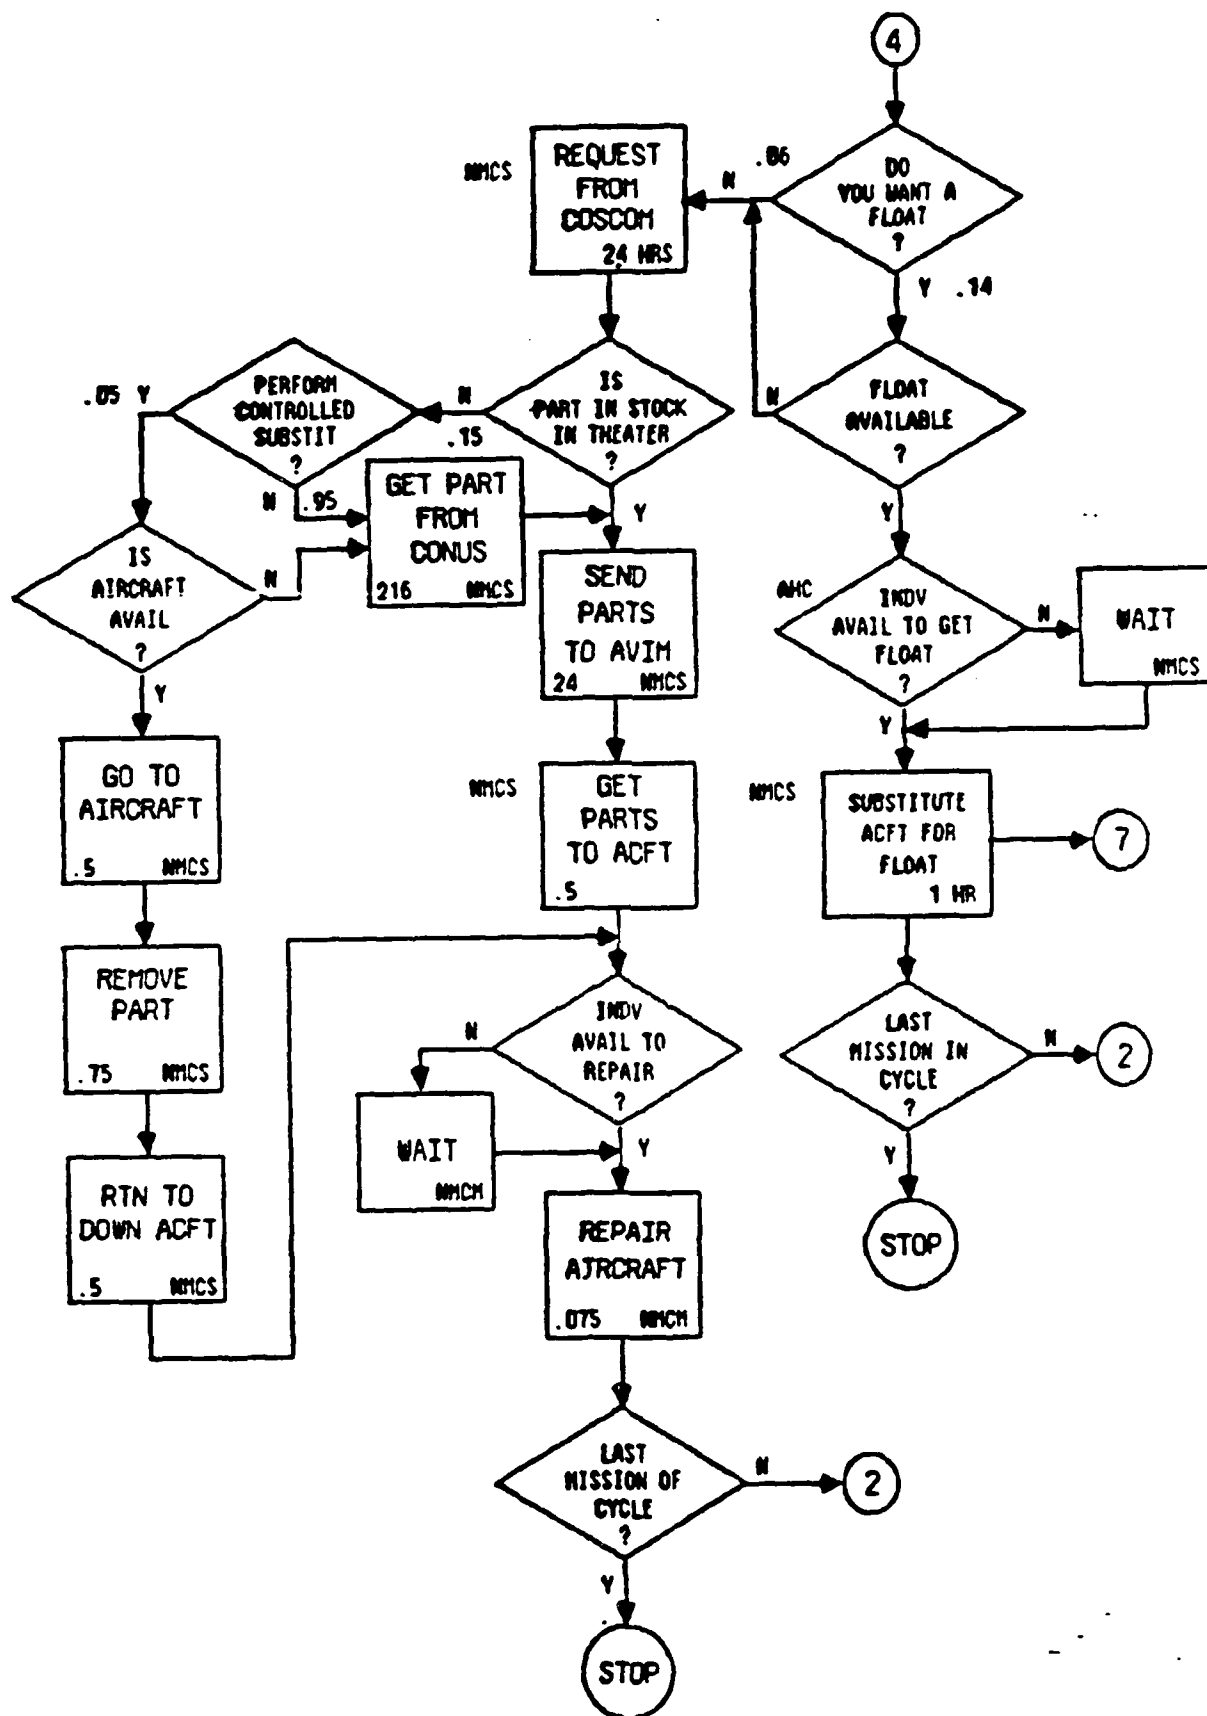 4
DO
YOU WANT A
FLOAT
?
.86
N
Y .14
NMCS
REQUEST
FROM
COSCOM
24 HRS
FLOAT
AVAILABLE
?
N
Y
IS
PART IN STOCK
IN THEATER
?
N
.15
Y
PERFORM
CONTROLLED
SUBSTIT
?
.05 Y
N .95
GET PART
FROM
CONUS
216 NMCS
IS
AIRCRAFT
AVAIL
?
N
Y
SEND
PARTS
TO AVIM
24 NMCS
AHC
INDV
AVAIL TO GET
FLOAT
?
N
Y
WAIT
NMCS
GO TO
AIRCRAFT
.5 NMCS
NMCS
GET
PARTS
TO ACFT
.5
NMCS
SUBSTITUTE
ACFT FOR
FLOAT
1 HR
7
REMOVE
PART
.75 NMCS
INDV
AVAIL TO
REPAIR
?
N
Y
WAIT
NMCM
LAST
MISSION IN
CYCLE
?
N
2
Y
STOP
RTN TO
DOWN ACFT
.5 NMCS
REPAIR
AIRCRAFT
.075 NMCM
LAST
MISSION OF
CYCLE
?
N
2
Y
STOP